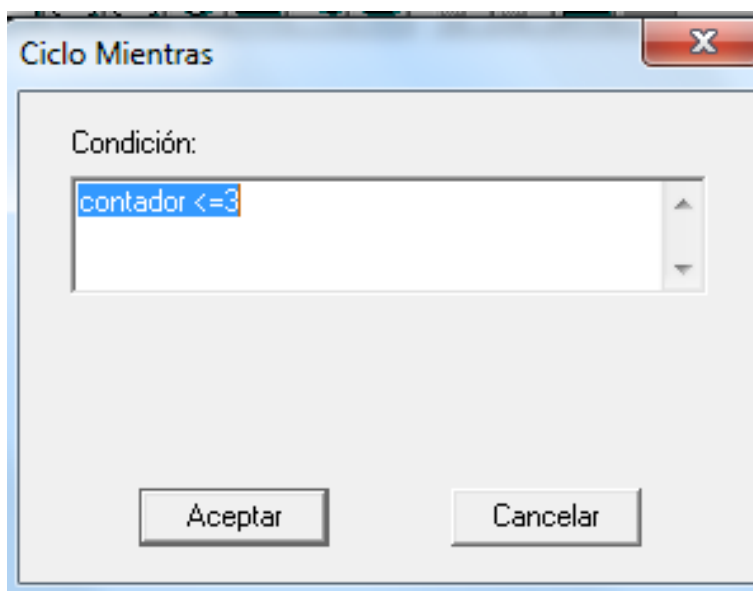 Ciclo Mientras
Condición:
contador <=3
Aceptar
Cancelar